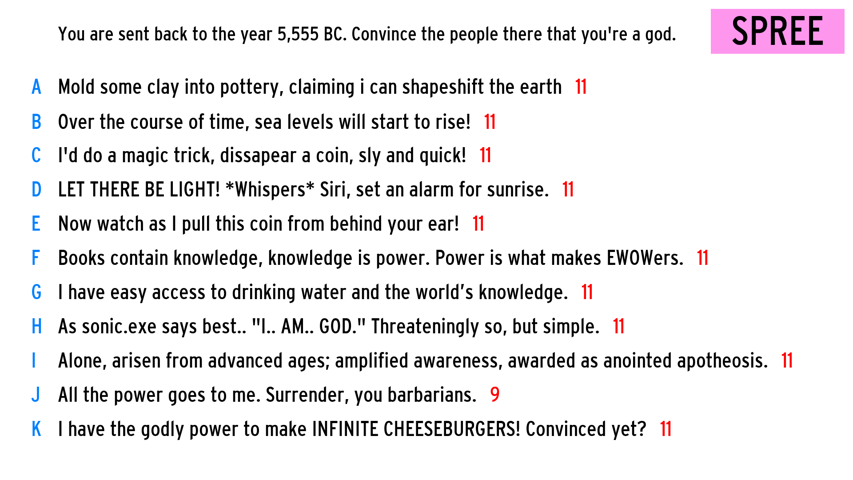 You are sent back to the year 5,555 BC. Convince the people there that you're a god.
SPREE
A Mold some clay into pottery, claiming i can shapeshift the earth 11
B Over the course of time, sea levels will start to rise! 11
C I'd do a magic trick, dissapear a coin, sly and quick! 11
D LET THERE BE LIGHT! *Whispers* Siri, set an alarm for sunrise. 11
E Now watch as I pull this coin from behind your ear! 11
F Books contain knowledge, knowledge is power. Power is what makes EWOWers. 11
G I have easy access to drinking water and the world’s knowledge. 11
H As sonic.exe says best.. "I.. AM.. GOD." Threateningly so, but simple. 11
I Alone, arisen from advanced ages; amplified awareness, awarded as anointed apotheosis. 11
J All the power goes to me. Surrender, you barbarians. 9
K I have the godly power to make INFINITE CHEESEBURGERS! Convinced yet? 11